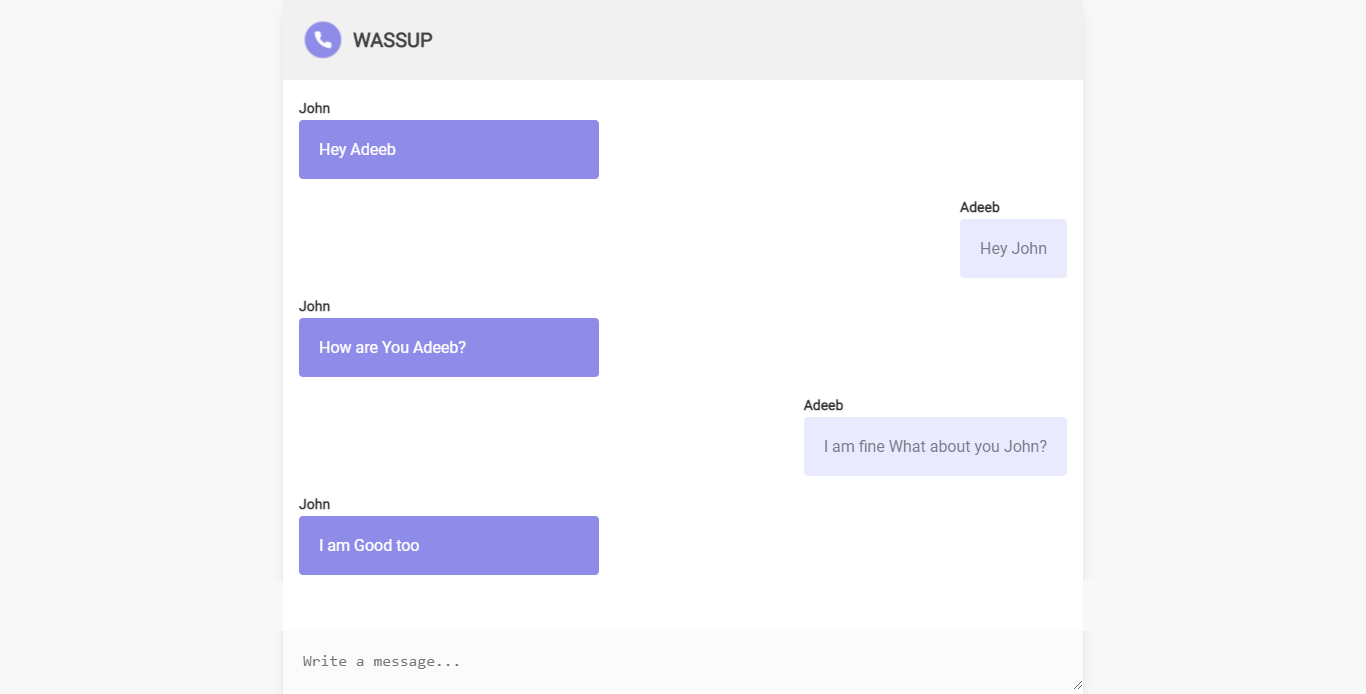 WASSUP
John
Hey Adeeb
Adeeb
Hey John
John
How are You Adeeb?
Adeeb
I am fine What about you John?
John
I am Good too
Write a message...